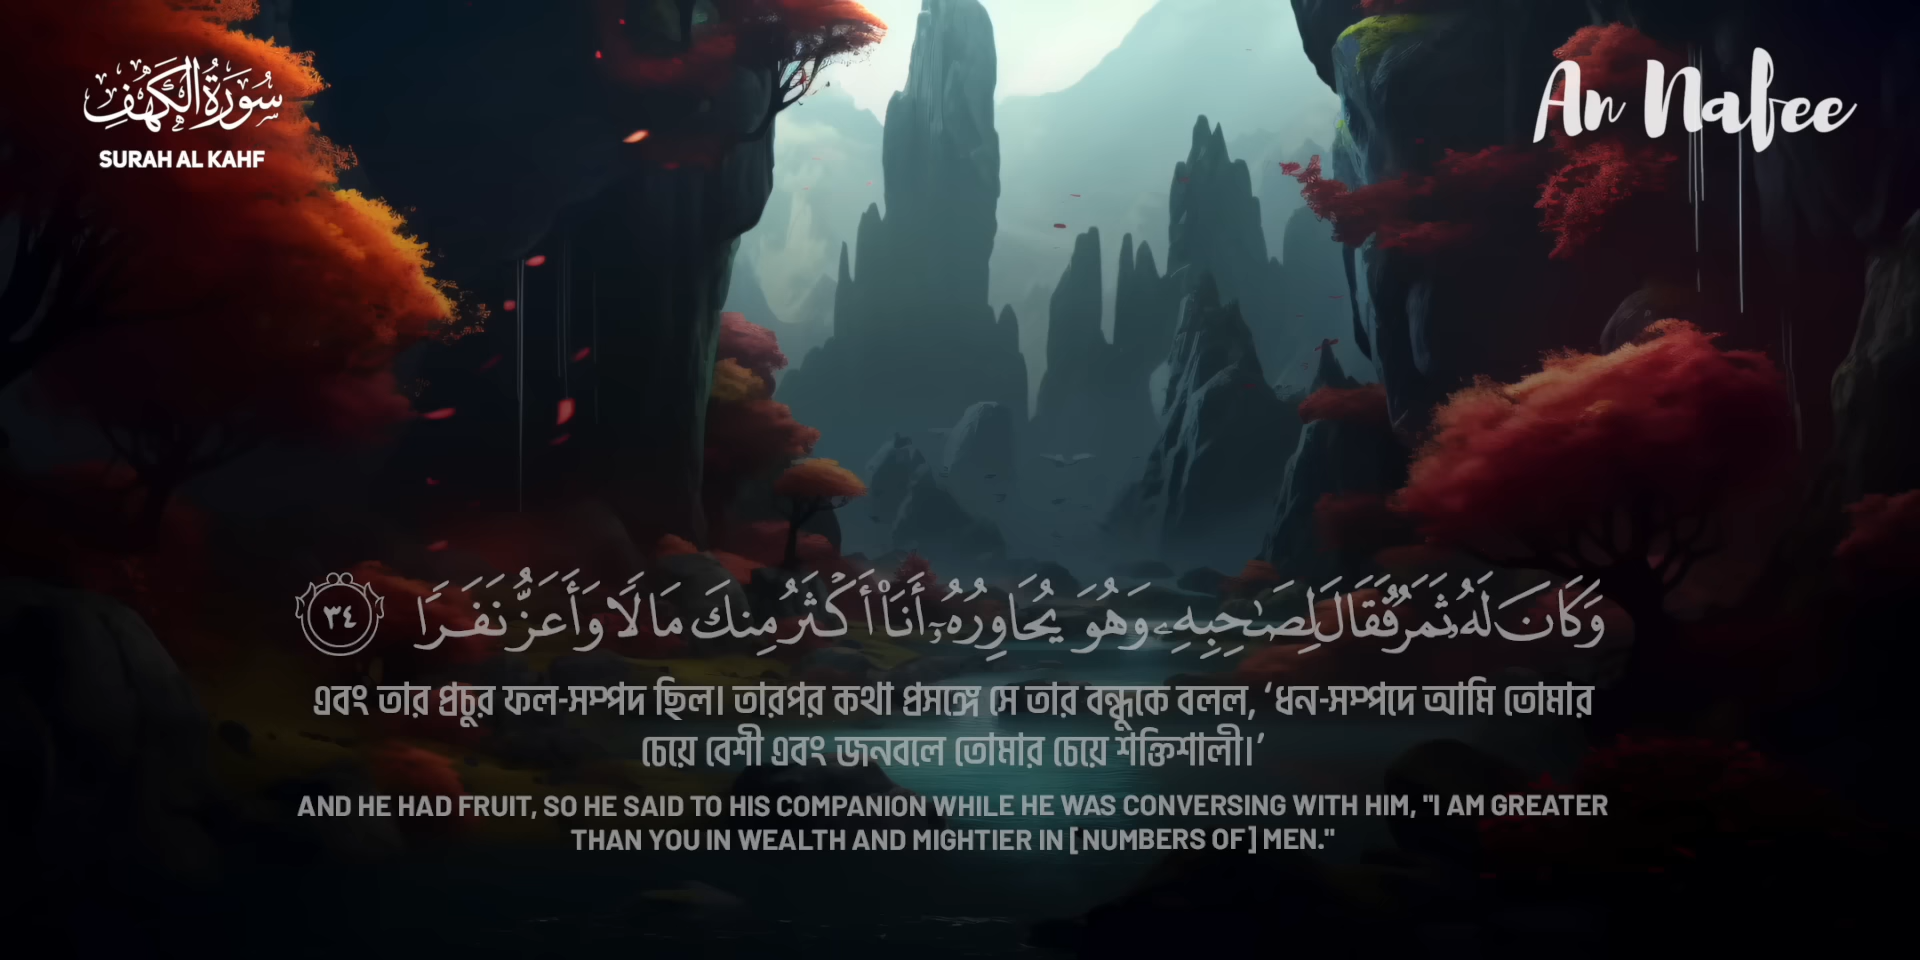 سُورَةُ الكَهْفِ
SURAH AL KAHF
An Nafee
وَكَانَ لَهُۥ ثَمَرٌ فَقَالَ لِصَـٰحِبِهِۦ وَهُوَ يُحَاوِرُهُۥٓ أَنَا۠ أَكْثَرُ مِنكَ مَالًا وَأَعَزُّ نَفَرًا ٣٤
এবং তার প্রচুর ফল-সম্পদ ছিল। তারপর কথা প্রসঙ্গে সে তার বন্ধুকে বলল, ‘ধন-সম্পদে আমি তোমার
চেয়ে বেশী এবং জনবলে তোমার চেয়ে শক্তিশালী।’
AND HE HAD FRUIT, SO HE SAID TO HIS COMPANION WHILE HE WAS CONVERSING WITH HIM, "I AM GREATER
THAN YOU IN WEALTH AND MIGHTIER IN [NUMBERS OF] MEN."